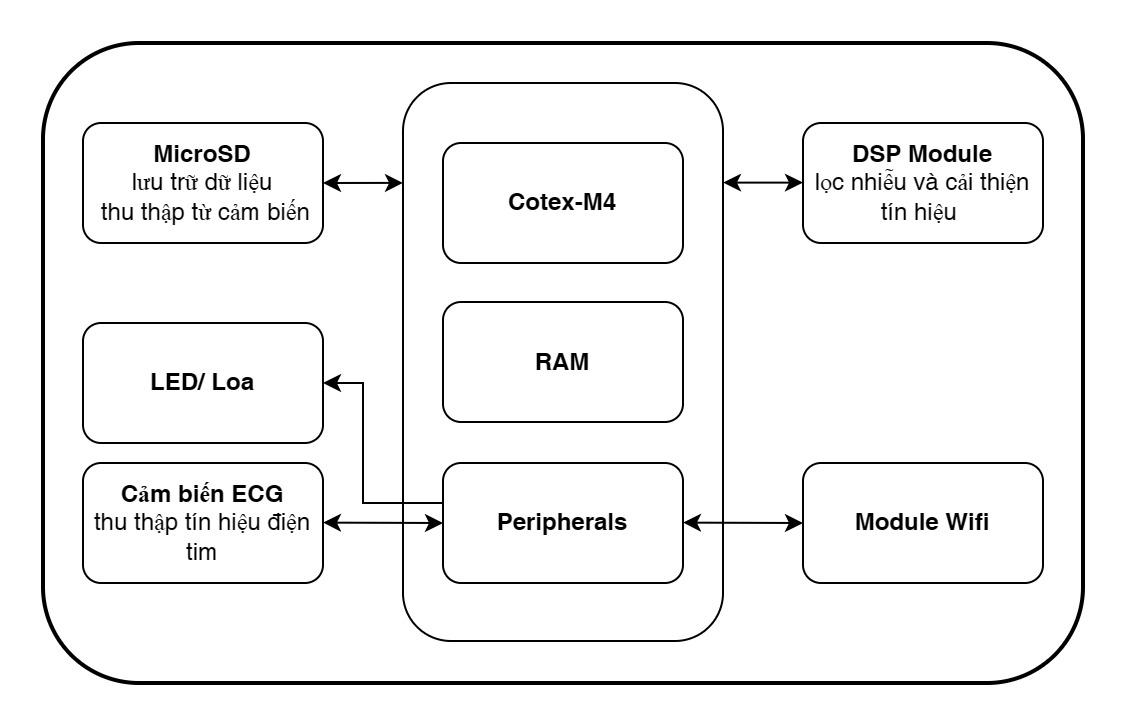 MicroSD
lưu trữ dữ liệu
thu thập từ cảm biến
Cotex-M4
DSP Module
lọc nhiễu và cải thiện
tín hiệu
LED/ Loa
RAM
Cảm biến ECG
thu thập tín hiệu điện
tim
Peripherals
Module Wifi